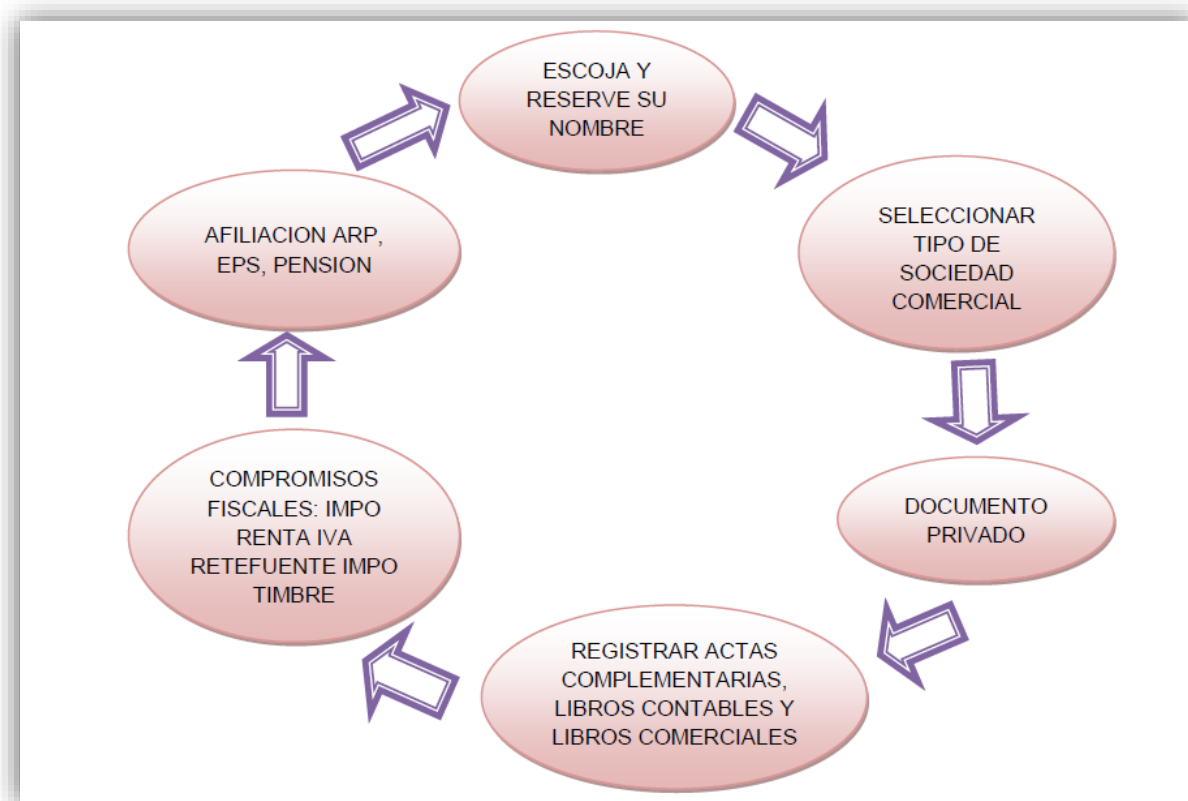 ESCOJA Y
RESERVE SU
NOMBRE
SELECCIONAR
TIPO DE
SOCIEDAD
COMERCIAL
DOCUMENTO
PRIVADO
REGISTRAR ACTAS
COMPLEMENTARIAS,
LIBROS CONTABLES Y
LIBROS COMERCIALES
COMPROMISOS
FISCALES: IMPO
RENTA IVA
RETEFUENTE IMPO
TIMBRE
AFILIACION ARP,
EPS, PENSION